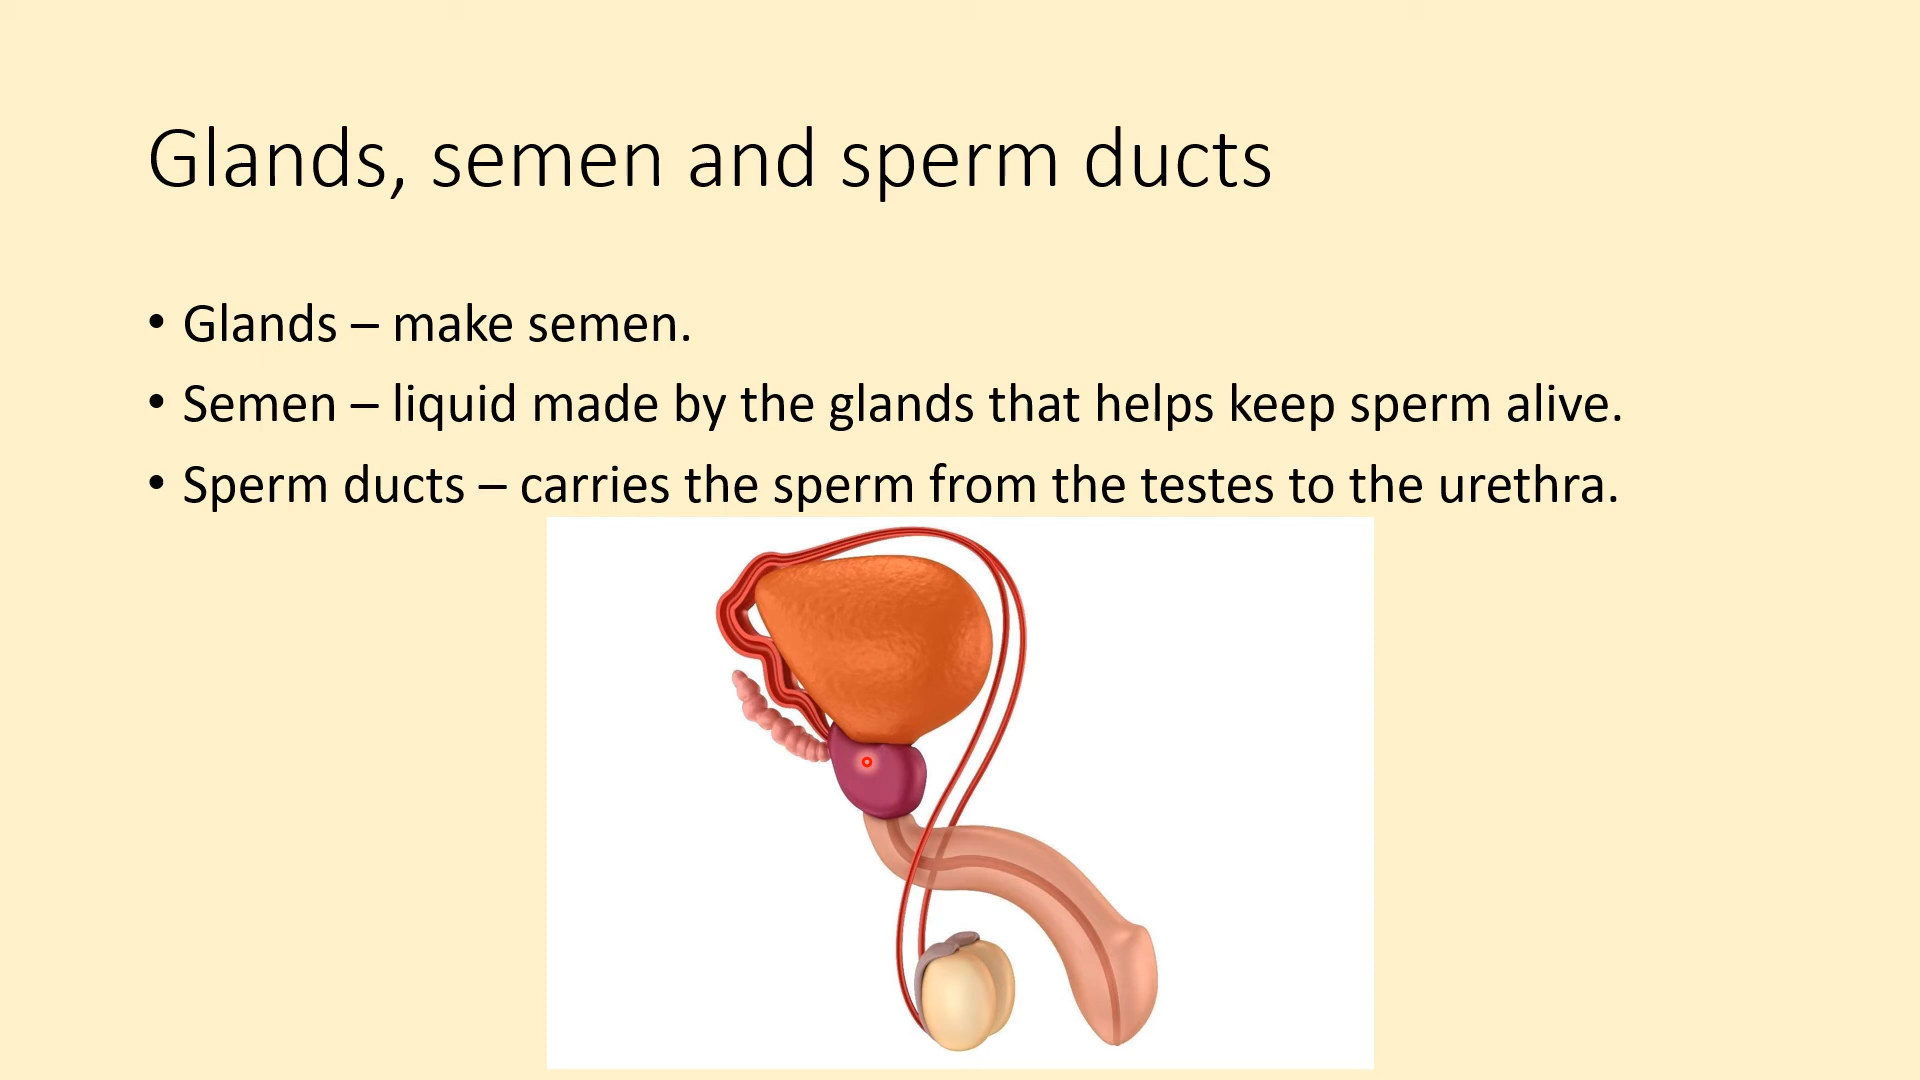 Glands, semen and sperm ducts
• Glands – make semen.
• Semen – liquid made by the glands that helps keep sperm alive.
• Sperm ducts – carries the sperm from the testes to the urethra.